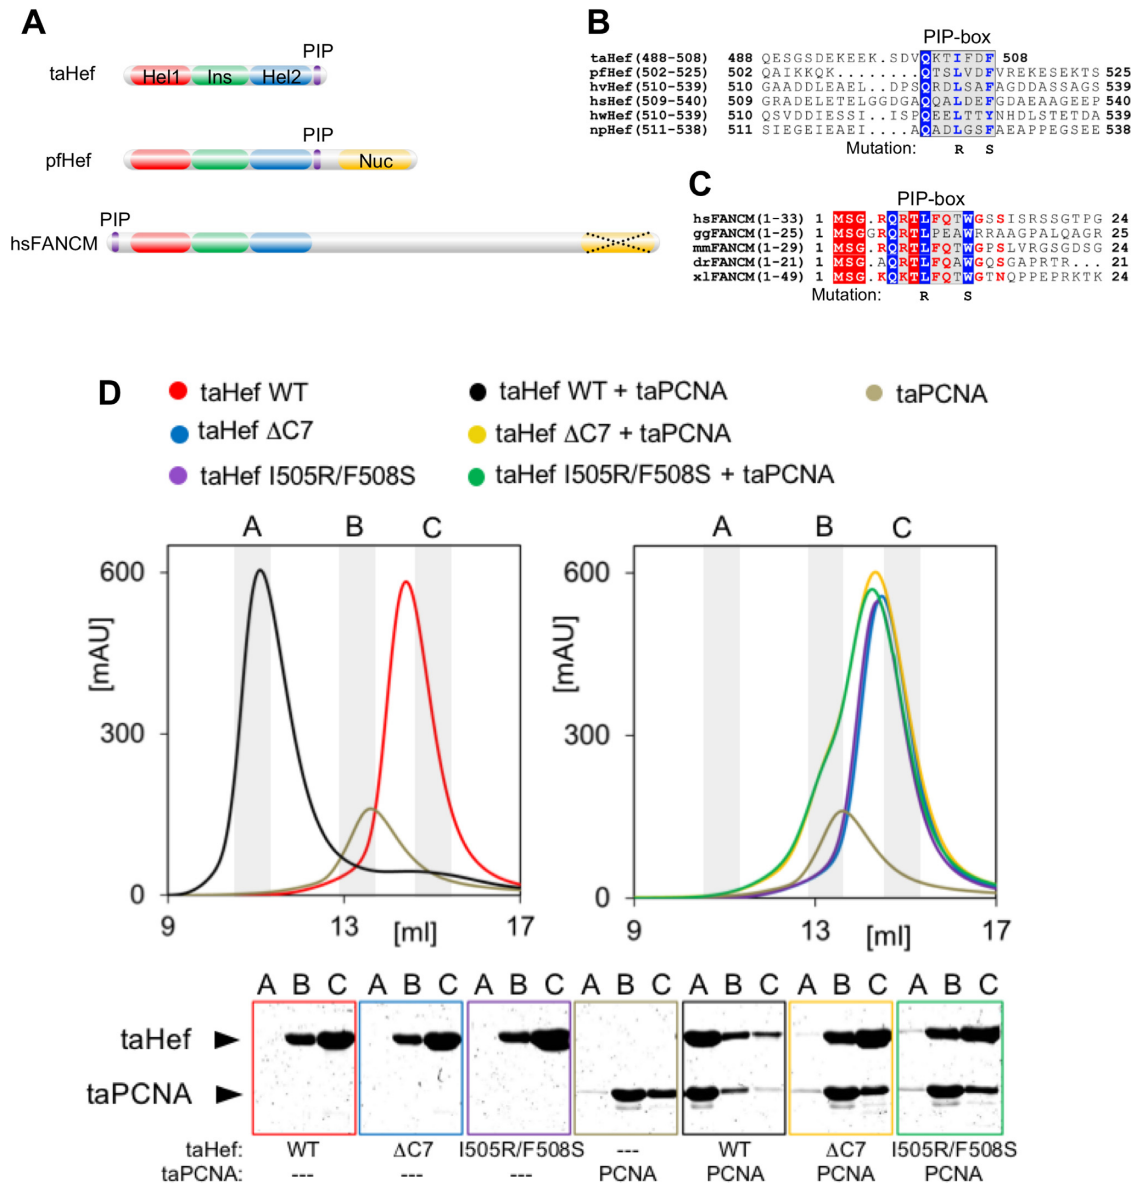 A
PIP
taHef
Hel1 Ins Hel2
PIP
pfHef
Nuc
PIP
hsFANCM
B
PIP-box
taHef(488-508) 488 QESGSDEKEEK.SDVQKTIFDF 508
pfHef(502-525) 502 QAIKKQK........QTSLVDFVREKESEKTS 525
hvHef(510-539) 510 GAADDLEAEL..DPSRDLSAFAGDDASSAGS 539
hsHef(509-540) 509 GRADELETELGGDGAQQALDEFGDAEAAGEEP 540
hwHef(510-539) 510 QSVDDIESSI..ISPQEELTTYNHDLSTETDA 539
npHef(511-538) 511 SIEGEIEAI....AQADLGSFAEAPPEGSEE 538
Mutation: R S
C
PIP-box
hsFANCM(1-33) 1 MSG.RQRTLFQTWGSSISRSSGTPG 24
ggFANCM(1-25) 1 MSGGRQRTLPEAWRRAAGPALQAGR 25
mmFANCM(1-29) 1 MSG.RQRTLFQTWGPSLVRGSGDSG 24
drFANCM(1-21) 1 MSG.AQRTLFQAWGQSGAPRTR... 21
xlFANCM(1-49) 1 MSG.KQKTLFQTWGTNQPPEPRKTK 24
Mutation: R S
D
taHef WT taHef WT + taPCNA taPCNA
taHef ΔC7 taHef ΔC7 + taPCNA
taHef I505R/F508S taHef I505R/F508S + taPCNA
A B C A B C
600 600
[mAU] [mAU]
300 300
0 0
9 13 17 9 13 17
[ml] [ml]
A B C A B C A B C A B C A B C A B C A B C
taHef
taPCNA
taHef: WT ΔC7 I505R/F508S --- WT ΔC7 I505R/F508S
taPCNA: --- --- --- PCNA PCNA PCNA PCNA